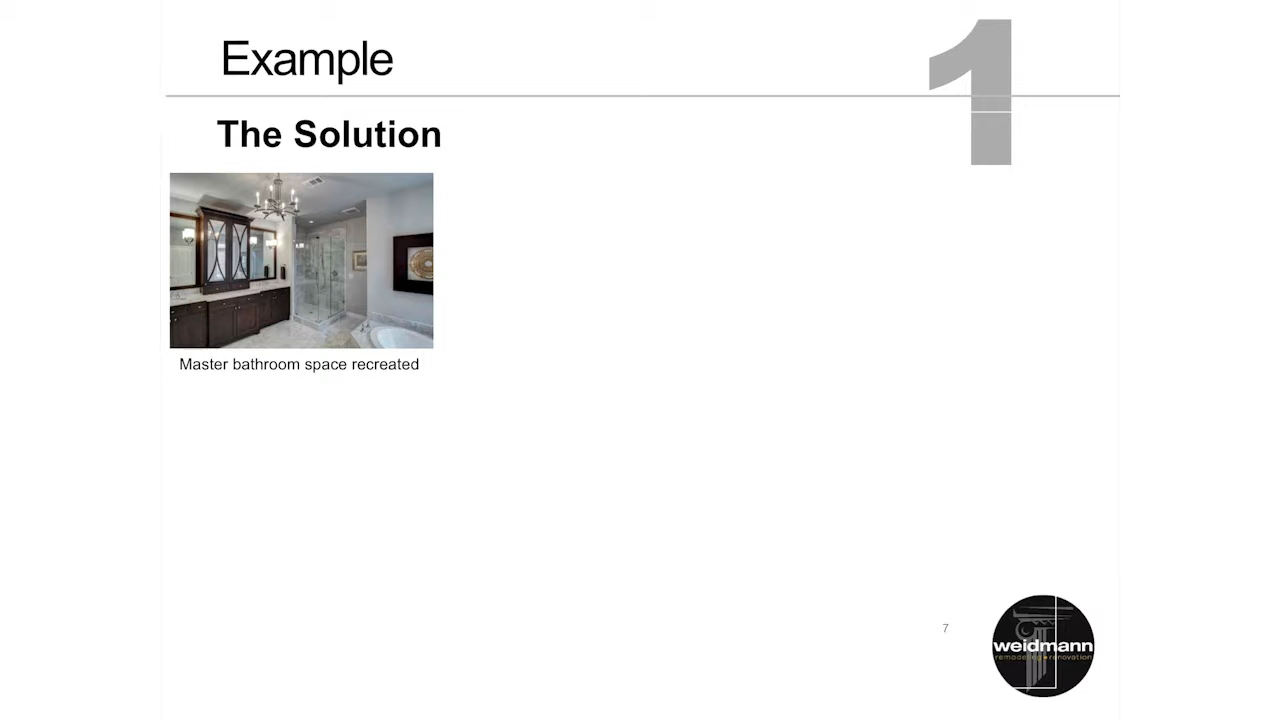 Example
1
The Solution
Master bathroom space recreated
7
weidmann
remodeling renovation